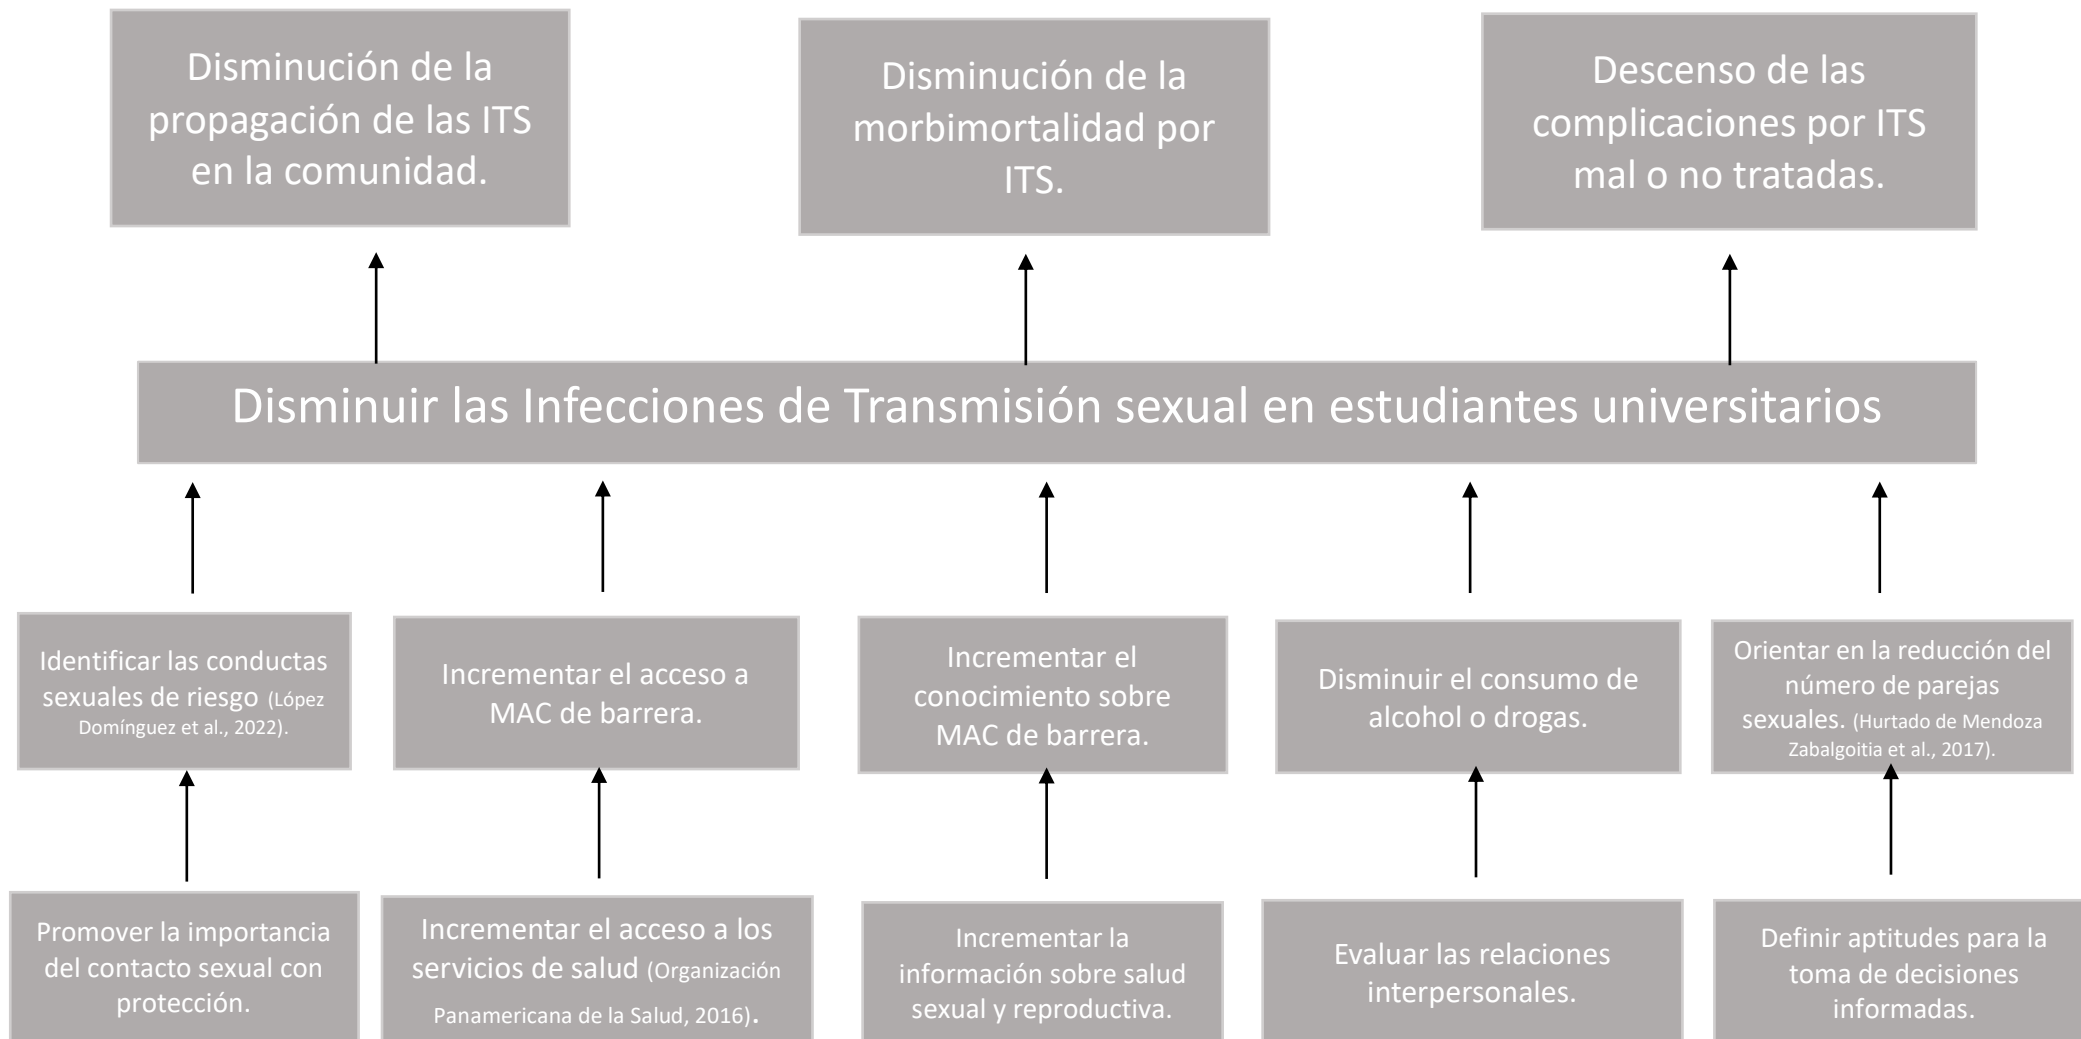 Disminución de la
propagación de las ITS
en la comunidad.
Disminución de la
morbimortalidad por
ITS.
Descenso de las
complicaciones por ITS
mal o no tratadas.
Disminuir las Infecciones de Transmisión sexual en estudiantes universitarios
Identificar las conductas
sexuales de riesgo (López
Domínguez et al., 2022).
Incrementar el acceso a
MAC de barrera.
Incrementar el
conocimiento sobre
MAC de barrera.
Disminuir el consumo de
alcohol o drogas.
Orientar en la reducción del
número de parejas
sexuales. (Hurtado de Mendoza
Zabalgoitia et al., 2017).
Promover la importancia
del contacto sexual con
protección.
Incrementar el acceso a los
servicios de salud (Organización
Panamericana de la Salud, 2016).
Incrementar la
información sobre salud
sexual y reproductiva.
Evaluar las relaciones
interpersonales.
Definir aptitudes para la
toma de decisiones
informadas.